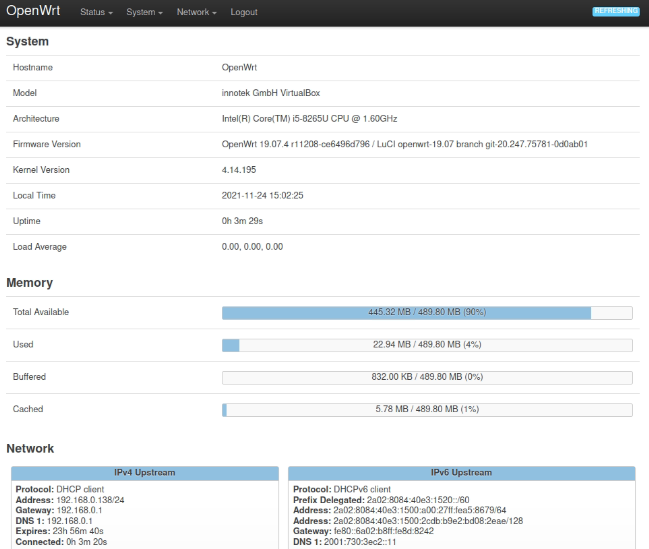 OpenWrt Status System Network Logout REFRESHING
System
Hostname OpenWrt
Model innotek GmbH VirtualBox
Architecture Intel(R) Core(TM) i5-8265U CPU @ 1.60GHz
Firmware Version OpenWrt 19.07.4 r11208-ce6496d796 / LuCI openwrt-19.07 branch git-20.247.75781-0d0ab01
Kernel Version 4.14.195
Local Time 2021-11-24 15:02:25
Uptime 0h 3m 29s
Load Average 0.00, 0.00, 0.00
Memory
Total Available 445.32 MB / 489.80 MB (90%)
Used 22.94 MB / 489.80 MB (4%)
Buffered 832.00 KB / 489.80 MB (0%)
Cached 5.78 MB / 489.80 MB (1%)
Network
IPv4 Upstream
Protocol: DHCP client
Address: 192.168.0.138/24
Gateway: 192.168.0.1
DNS 1: 192.168.0.1
Expires: 23h 56m 40s
Connected: 0h 3m 20s
IPv6 Upstream
Protocol: DHCPv6 client
Prefix Delegated: 2a02:8084:40e3:1520::/60
Address: 2a02:8084:40e3:1500:a00:27ff:fea5:8679/64
Address: 2a02:8084:40e3:1500:2cdb:b9e2:bd08:2eae/128
Gateway: fe80::6a02:b8ff:fe8d:8242
DNS 1: 2001:730:3ec2::11